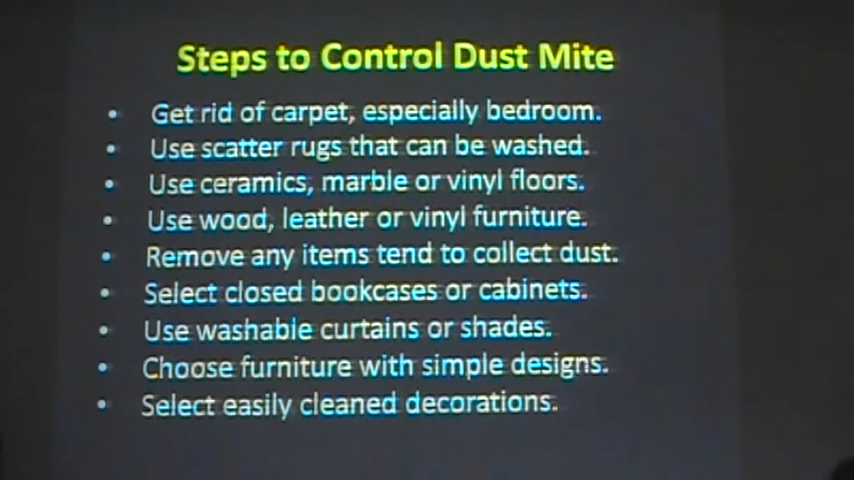 Steps to Control Dust Mite
• Get rid of carpet, especially bedroom.
• Use scatter rugs that can be washed.
• Use ceramics, marble or vinyl floors.
• Use wood, leather or vinyl furniture.
• Remove any items tend to collect dust.
• Select closed bookcases or cabinets.
• Use washable curtains or shades.
• Choose furniture with simple designs.
• Select easily cleaned decorations.